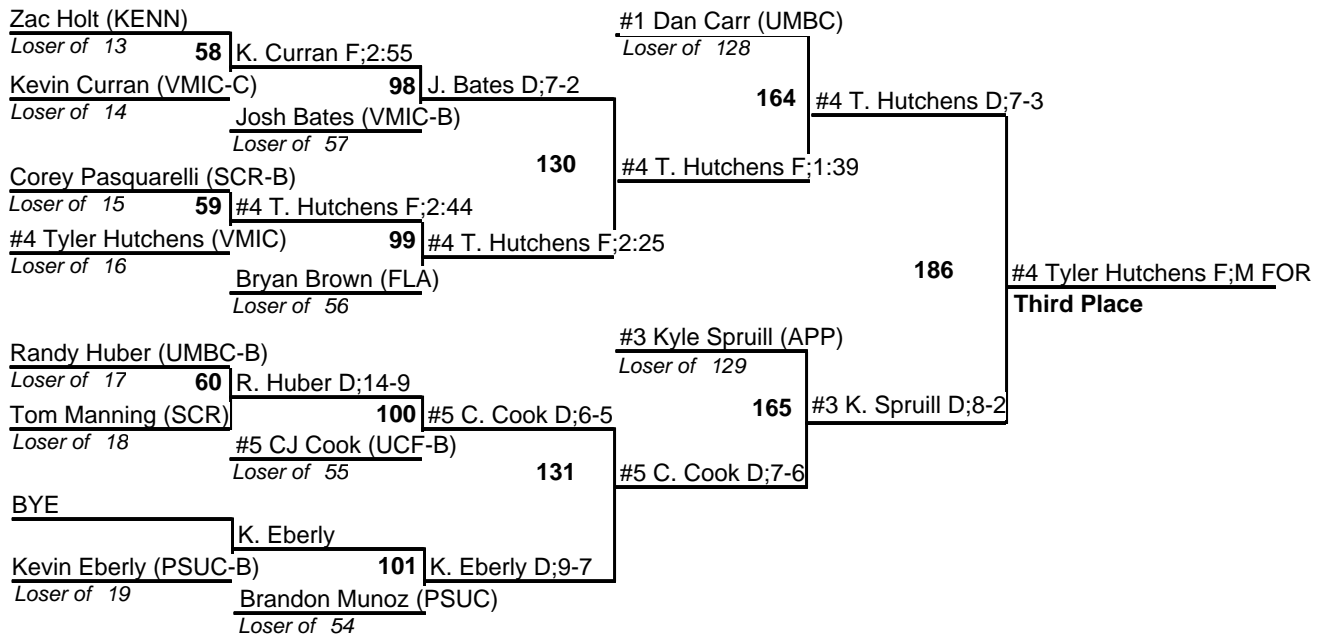 Zac Holt (KENN)
#1 Dan Carr (UMBC)
Loser of 13
58
K. Curran F;2:55
Loser of 128
Kevin Curran (VMIC-C)
98
J. Bates D;7-2
164
#4 T. Hutchens D;7-3
Loser of 14
Josh Bates (VMIC-B)
Loser of 57
130
#4 T. Hutchens F;1:39
Corey Pasquarelli (SCR-B)
Loser of 15
59
#4 T. Hutchens F;2:44
#4 Tyler Hutchens (VMIC)
99
#4 T. Hutchens F;2:25
Loser of 16
Bryan Brown (FLA)
Loser of 56
186
#4 Tyler Hutchens F;M FOR
Third Place
#3 Kyle Spruill (APP)
Randy Huber (UMBC-B)
Loser of 129
Loser of 17
60
R. Huber D;14-9
Tom Manning (SCR)
100
#5 C. Cook D;6-5
165
#3 K. Spruill D;8-2
Loser of 18
#5 CJ Cook (UCF-B)
Loser of 55
131
#5 C. Cook D;7-6
BYE
K. Eberly
Kevin Eberly (PSUC-B)
101
K. Eberly D;9-7
Loser of 19
Brandon Munoz (PSUC)
Loser of 54